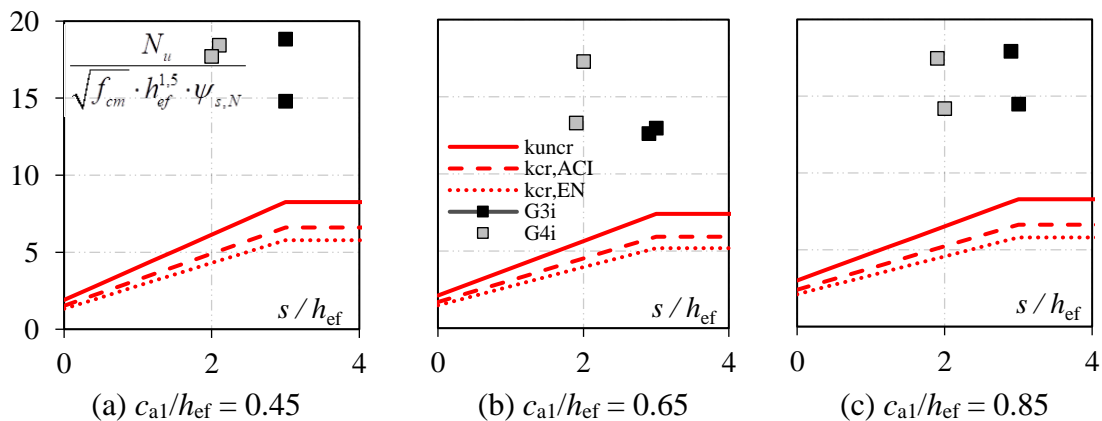 20
15
10
5
0
N_u
√f_cm · h_ef^1,5 · ψ_s,N
s / h_ef
0 2 4
kuncr
kcr,ACI
kcr,EN
G3i
G4i
s / h_ef
0 2 4
s / h_ef
0 2 4
(a) c_a1/h_ef = 0.45 (b) c_a1/h_ef = 0.65 (c) c_a1/h_ef = 0.85